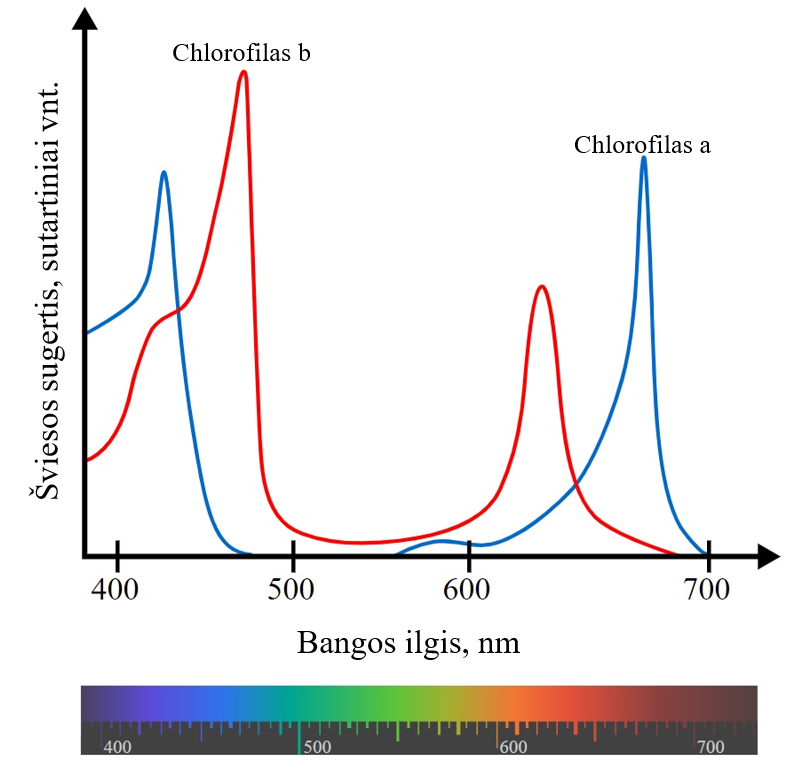 Chlorofilas b
Chlorofilas a
Šviesos sugertis, sutartiniai vnt.
400 500 600 700
Bangos ilgis, nm
400 500 600 700